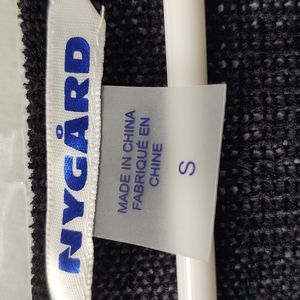 NYGÅRD
MADE IN CHINA
FABRIQUÉ EN
CHINE
S